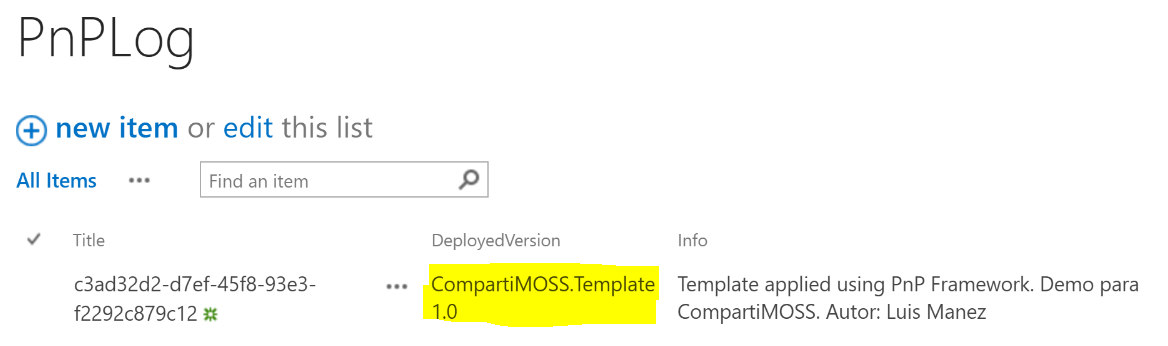 PnPLog
new item or edit this list
All Items ••• Find an item
Title DeployedVersion Info
c3ad32d2-d7ef-45f8-93e3- ••• CompartiMOSS.Template Template applied using PnP Framework. Demo para
f2292c879c12 1.0 CompartiMOSS. Autor: Luis Manez